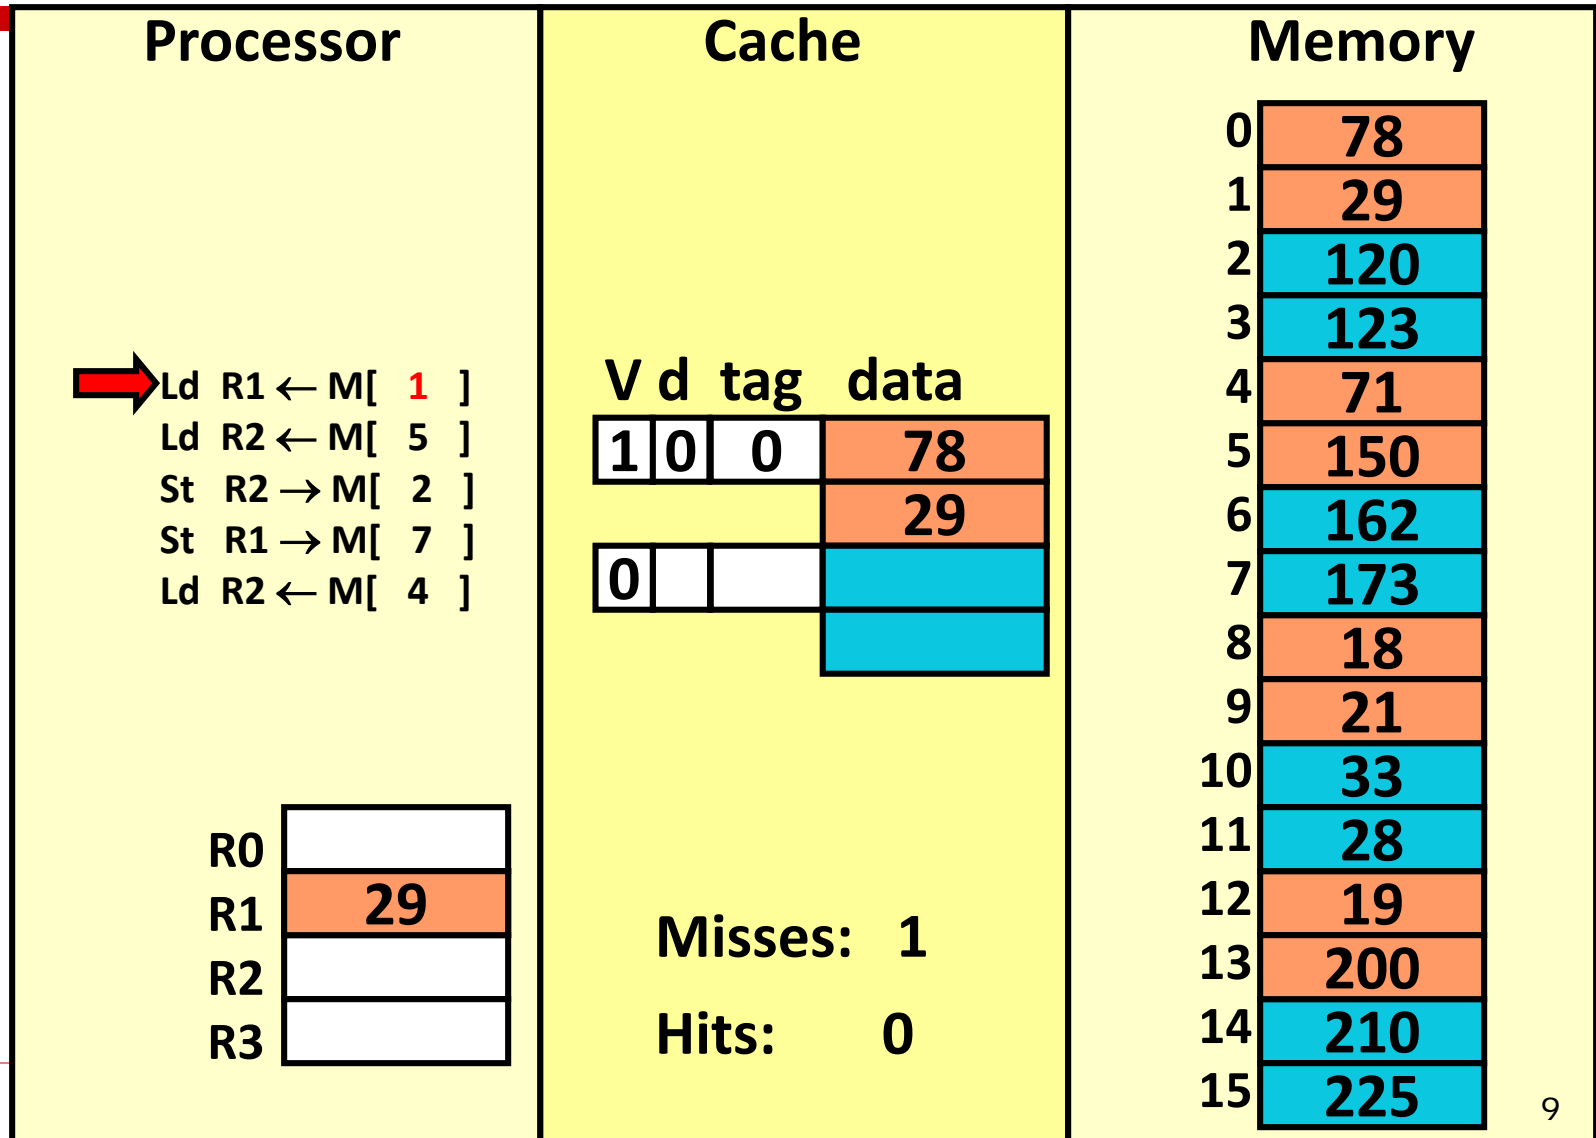 Processor
Ld R1 ← M[ 1 ]
Ld R2 ← M[ 5 ]
St R2 → M[ 2 ]
St R1 → M[ 7 ]
Ld R2 ← M[ 4 ]
R0
R1 29
R2
R3
Cache
V d tag data
1 0 0 78
29
0
Misses: 1
Hits: 0
Memory
0 78
1 29
2 120
3 123
4 71
5 150
6 162
7 173
8 18
9 21
10 33
11 28
12 19
13 200
14 210
15 225
9